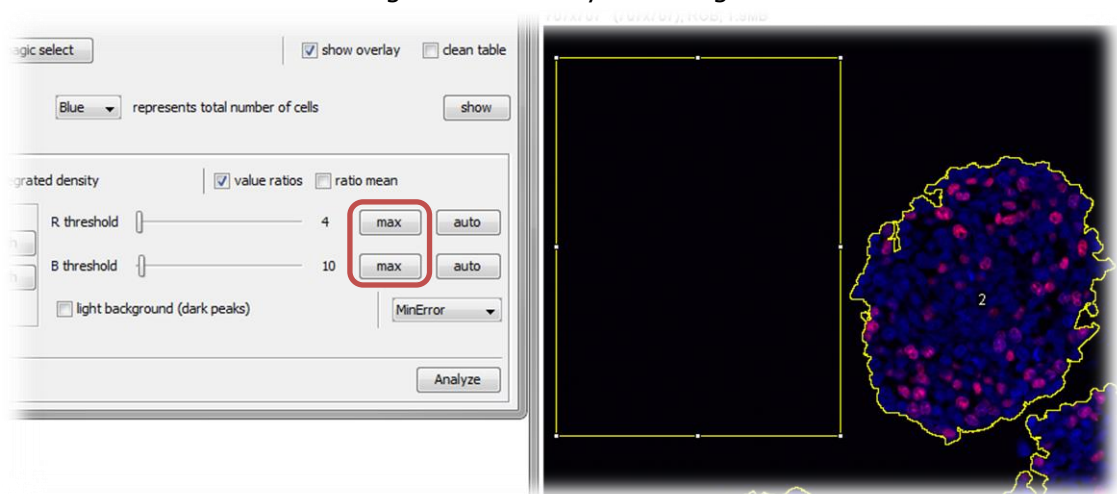 agic select show overlay clean table
Blue represents total number of cells show
density value ratios ratio mean
R threshold 4 max auto
B threshold 10 max auto
light background (dark peaks) MinError
Analyze
2